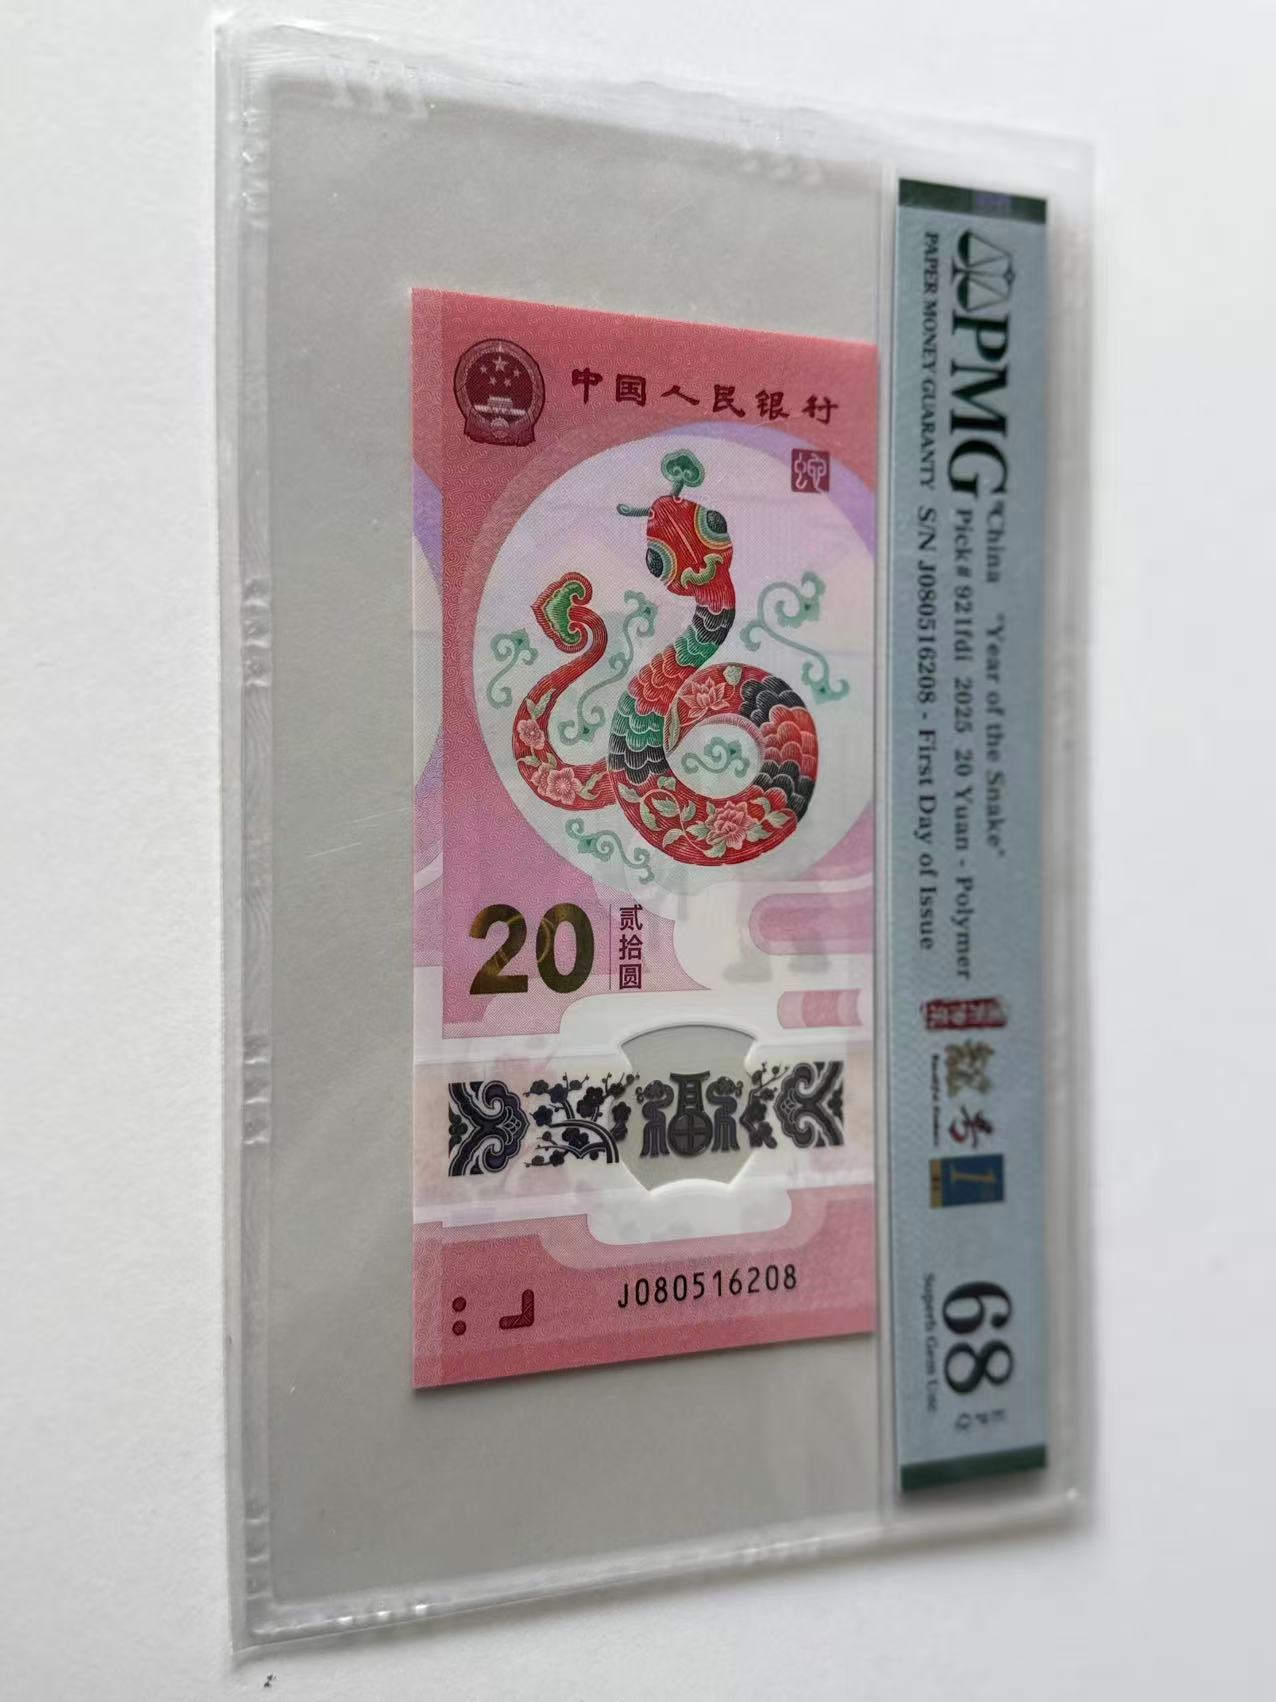 中国人民银行
蛇
20
贰拾圆
J080516208
PMG
PAPER MONEY GUARANTY
China "Year of the Snake"
Pick# 921fdi 2025 20 Yuan - Polymer
S/N J080516208 - First Day of Issue
68
EPQ
Superb Gem Unc